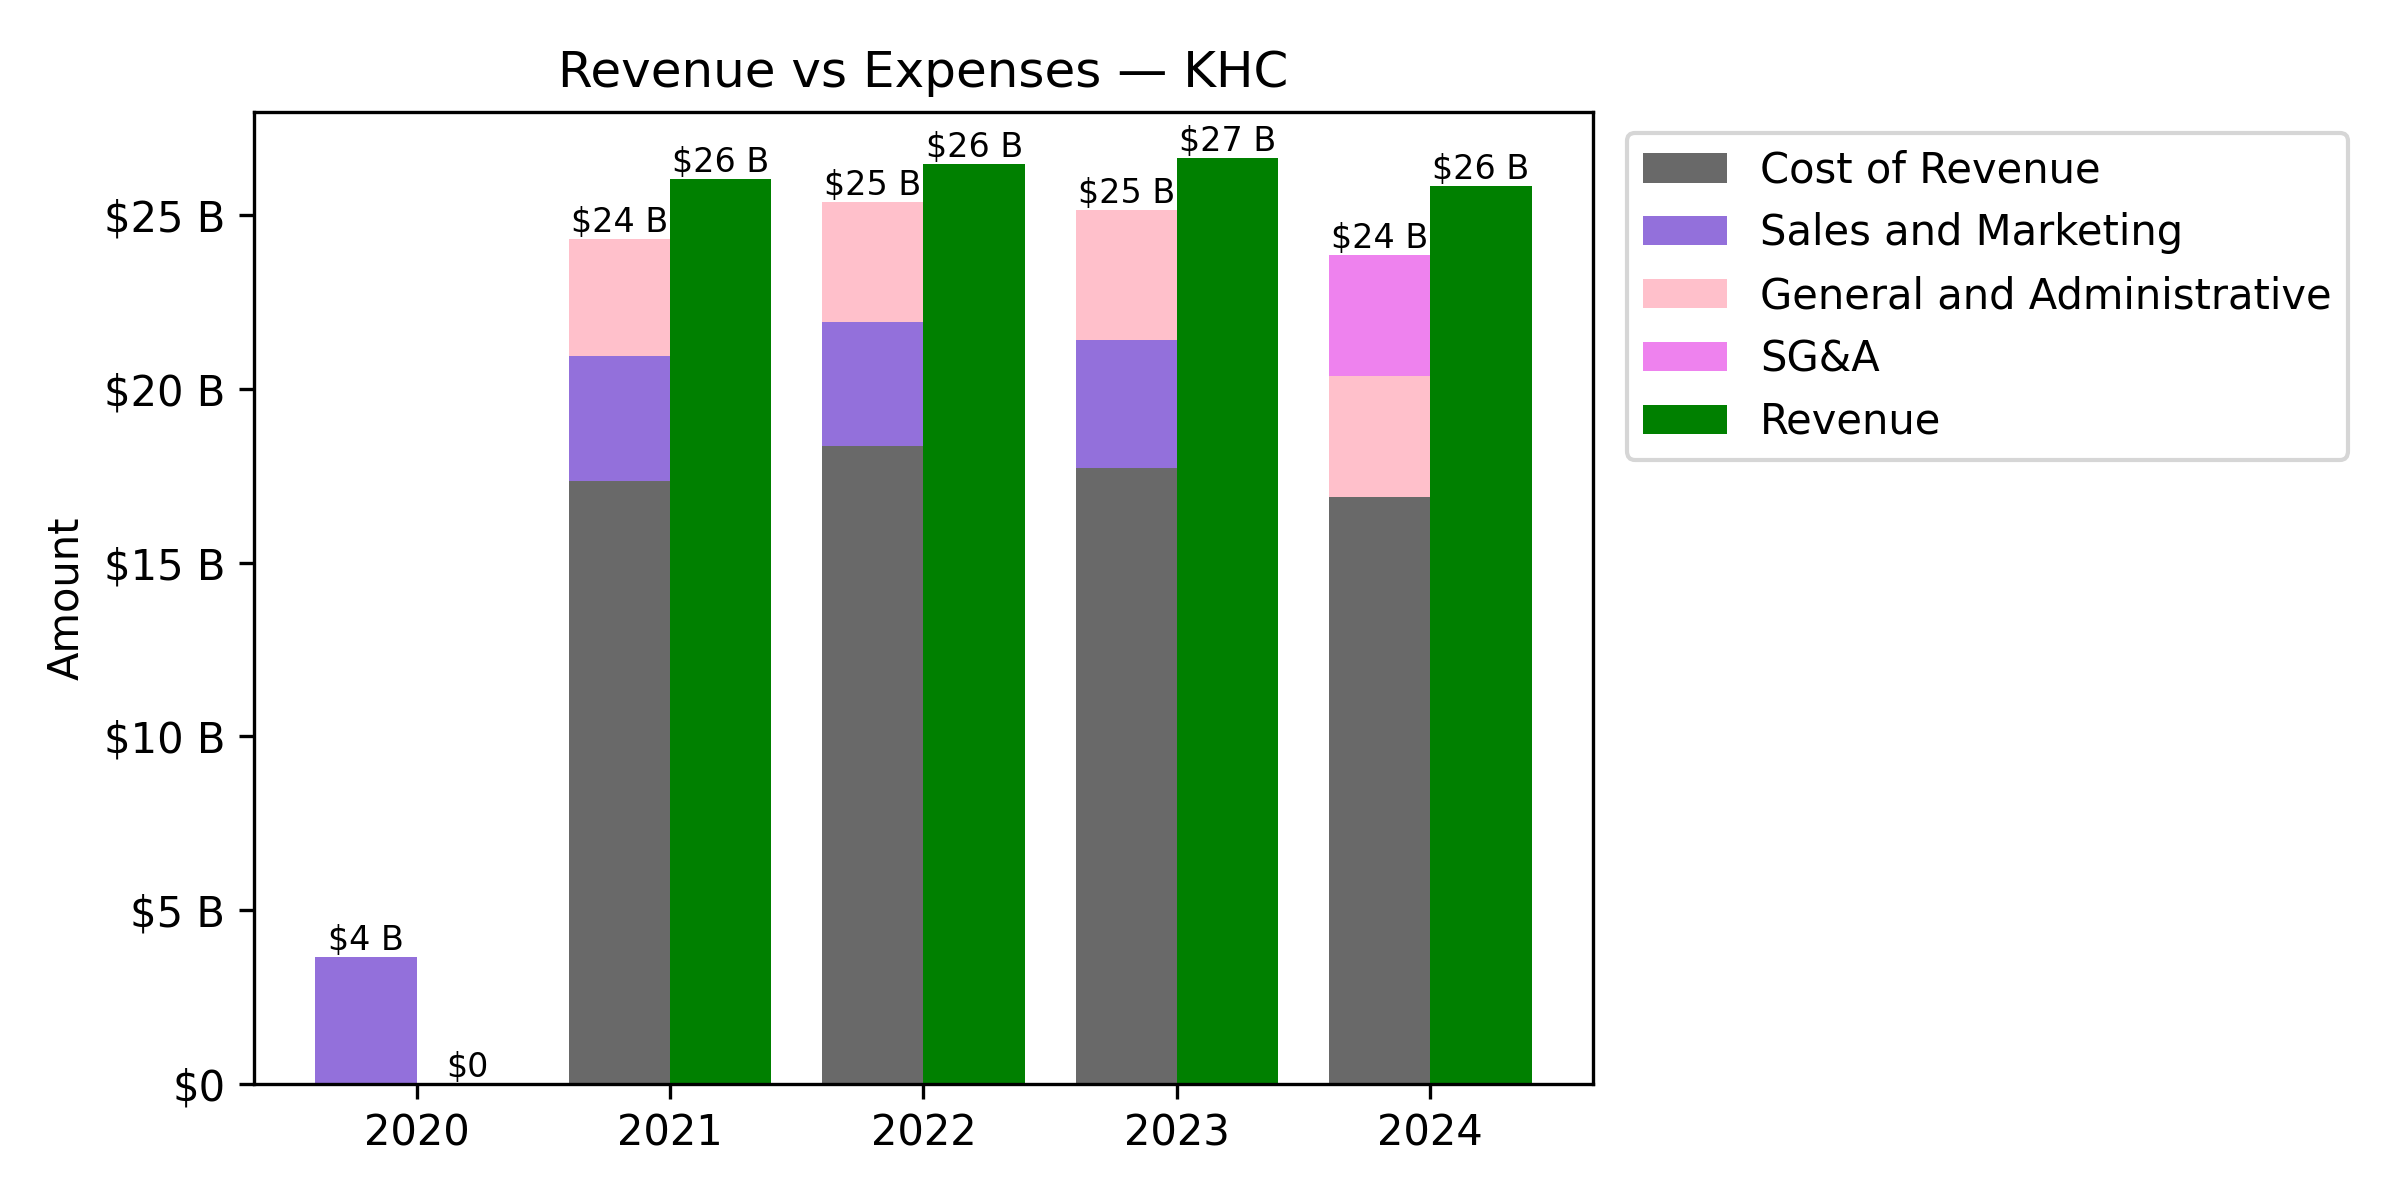 Revenue vs Expenses — KHC
Amount
$25 B
$20 B
$15 B
$10 B
$5 B
$0
$4 B
$0
$24 B
$26 B
$25 B
$26 B
$25 B
$27 B
$24 B
$26 B
2020
2021
2022
2023
2024
Cost of Revenue
Sales and Marketing
General and Administrative
SG&A
Revenue